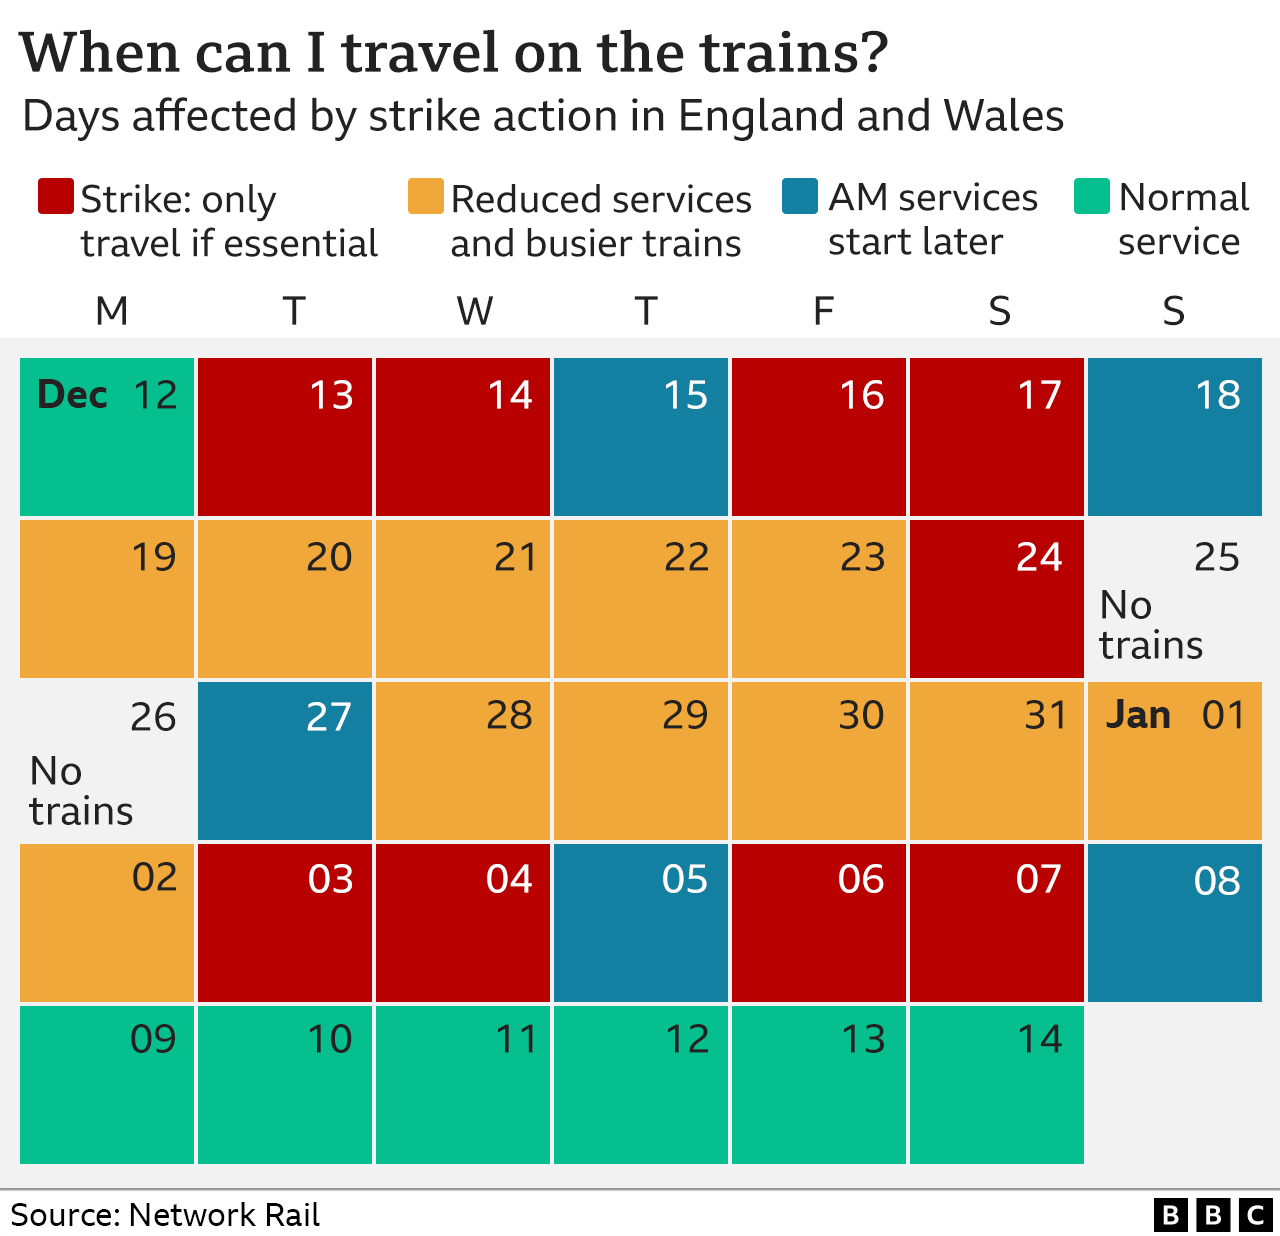 When can I travel on the trains?
Days affected by strike action in England and Wales
Strike: only
travel if essential
Reduced services
and busier trains
AM services
start later
Normal
service
M T W T F S S
Dec 12 13 14 15 16 17 18
19 20 21 22 23 24 25
No
trains
26 27 28 29 30 31 Jan 01
No
trains
02 03 04 05 06 07 08
09 10 11 12 13 14
Source: Network Rail
BBC